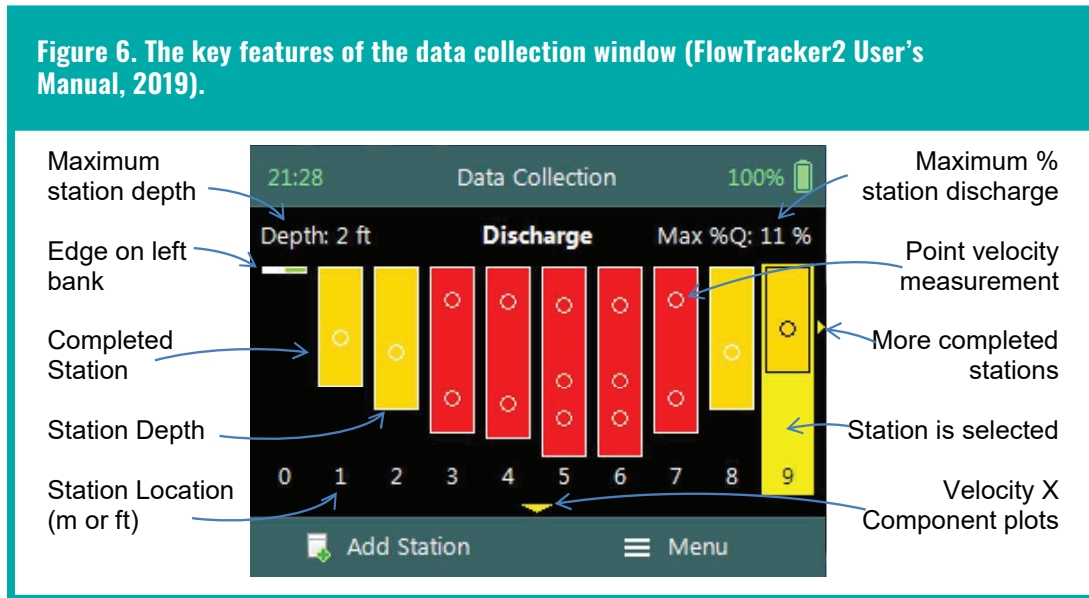 Figure 6. The key features of the data collection window (FlowTracker2 User’s
Manual, 2019).
Maximum
station depth
Edge on left
bank
Completed
Station
Station Depth
Station Location
(m or ft)
21:28
Data Collection
100%
Depth: 2 ft
Discharge
Max %Q: 11 %
0 1 2 3 4 5 6 7 8 9
Add Station
Menu
Maximum %
station discharge
Point velocity
measurement
More completed
stations
Station is selected
Velocity X
Component plots